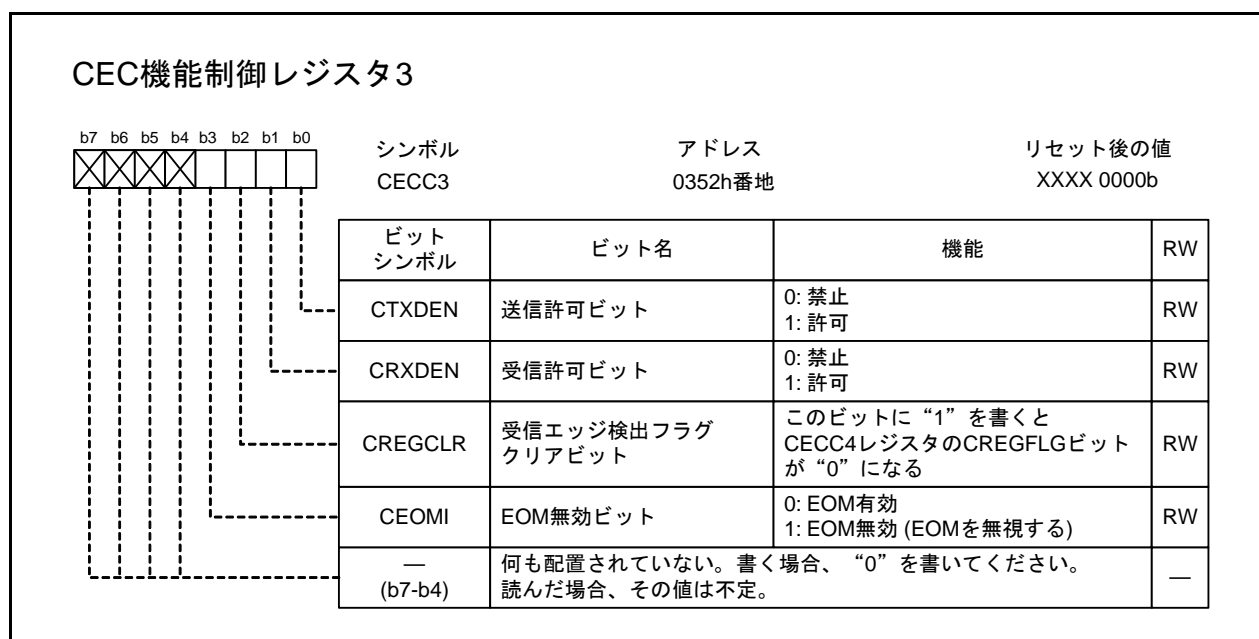 CEC機能制御レジスタ3
b7 b6 b5 b4 b3 b2 b1 b0
シンボル アドレス リセット後の値
CECC3 0352h番地 XXXX 0000b
ビット
シンボル ビット名 機能 RW
CTXDEN 送信許可ビット 0: 禁止
1: 許可 RW
CRXDEN 受信許可ビット 0: 禁止
1: 許可 RW
CREGCLR 受信エッジ検出フラグ
クリアビット このビットに“1”を書くと
CECC4レジスタのCREGFLGビット
が“0”になる RW
CEOMI EOM無効ビット 0: EOM有効
1: EOM無効 (EOMを無視する) RW
—
(b7-b4) 何も配置されていない。書く場合、“0”を書いてください。
読んだ場合、その値は不定。 —